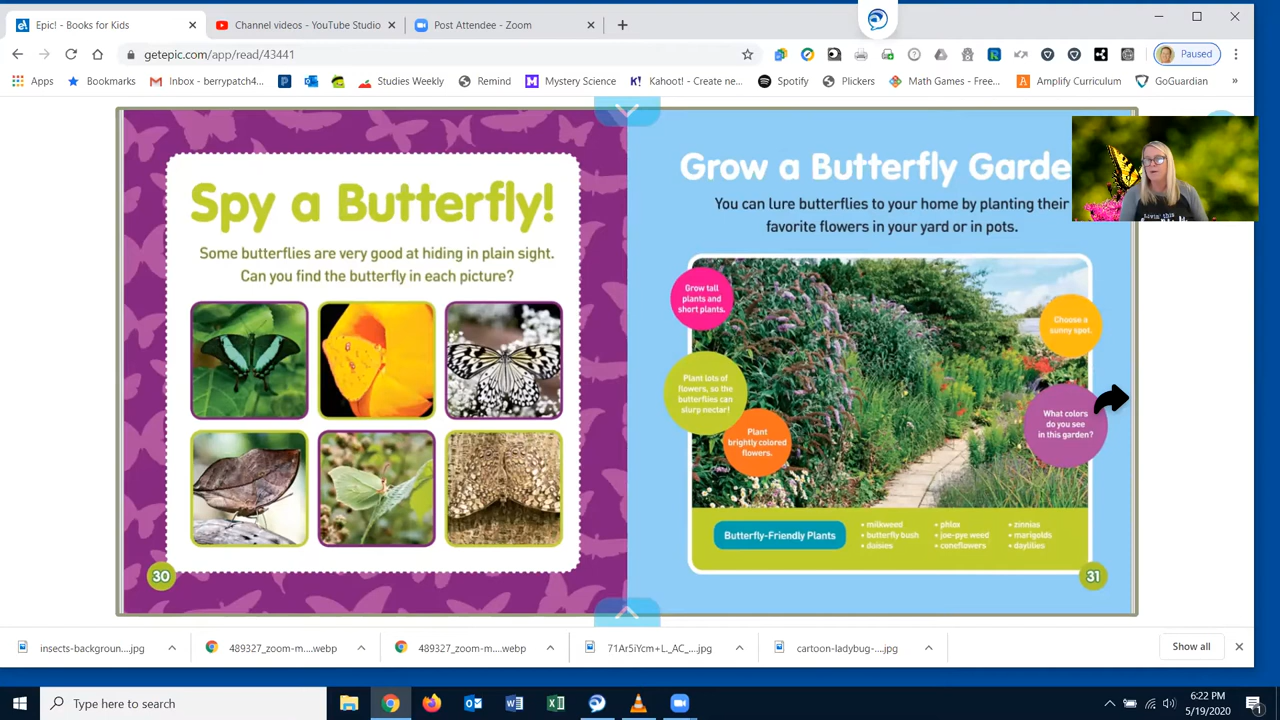 Epic! - Books for Kids
Channel videos - YouTube Studio
Post Attendee - Zoom
getepic.com/app/read/43441
Paused
Apps
Bookmarks
Inbox - berrypatch4...
Studies Weekly
Remind
Mystery Science
Kahoot! - Create ne...
Spotify
Plickers
Math Games - Free...
Amplify Curriculum
GoGuardian
Spy a Butterfly!
Some butterflies are very good at hiding in plain sight.
Can you find the butterfly in each picture?
30
Grow a Butterfly Garde
You can lure butterflies to your home by planting their
favorite flowers in your yard or in pots.
Grow tall
plants and
short plants.
Choose a
sunny spot.
Plant lots of
flowers, so the
butterflies can
slurp nectar!
Plant
brightly colored
flowers.
What colors
do you see
in this garden?
Butterfly-Friendly Plants
• milkweed
• butterfly bush
• daisies
• phlox
• joe-pye weed
• coneflowers
• zinnias
• marigolds
• daylilies
31
insects-backgroun....jpg
489327_zoom-m....webp
489327_zoom-m....webp
71Ar5iYcm+L._AC_....jpg
cartoon-ladybug-....jpg
Show all
Type here to search
6:22 PM
5/19/2020
1